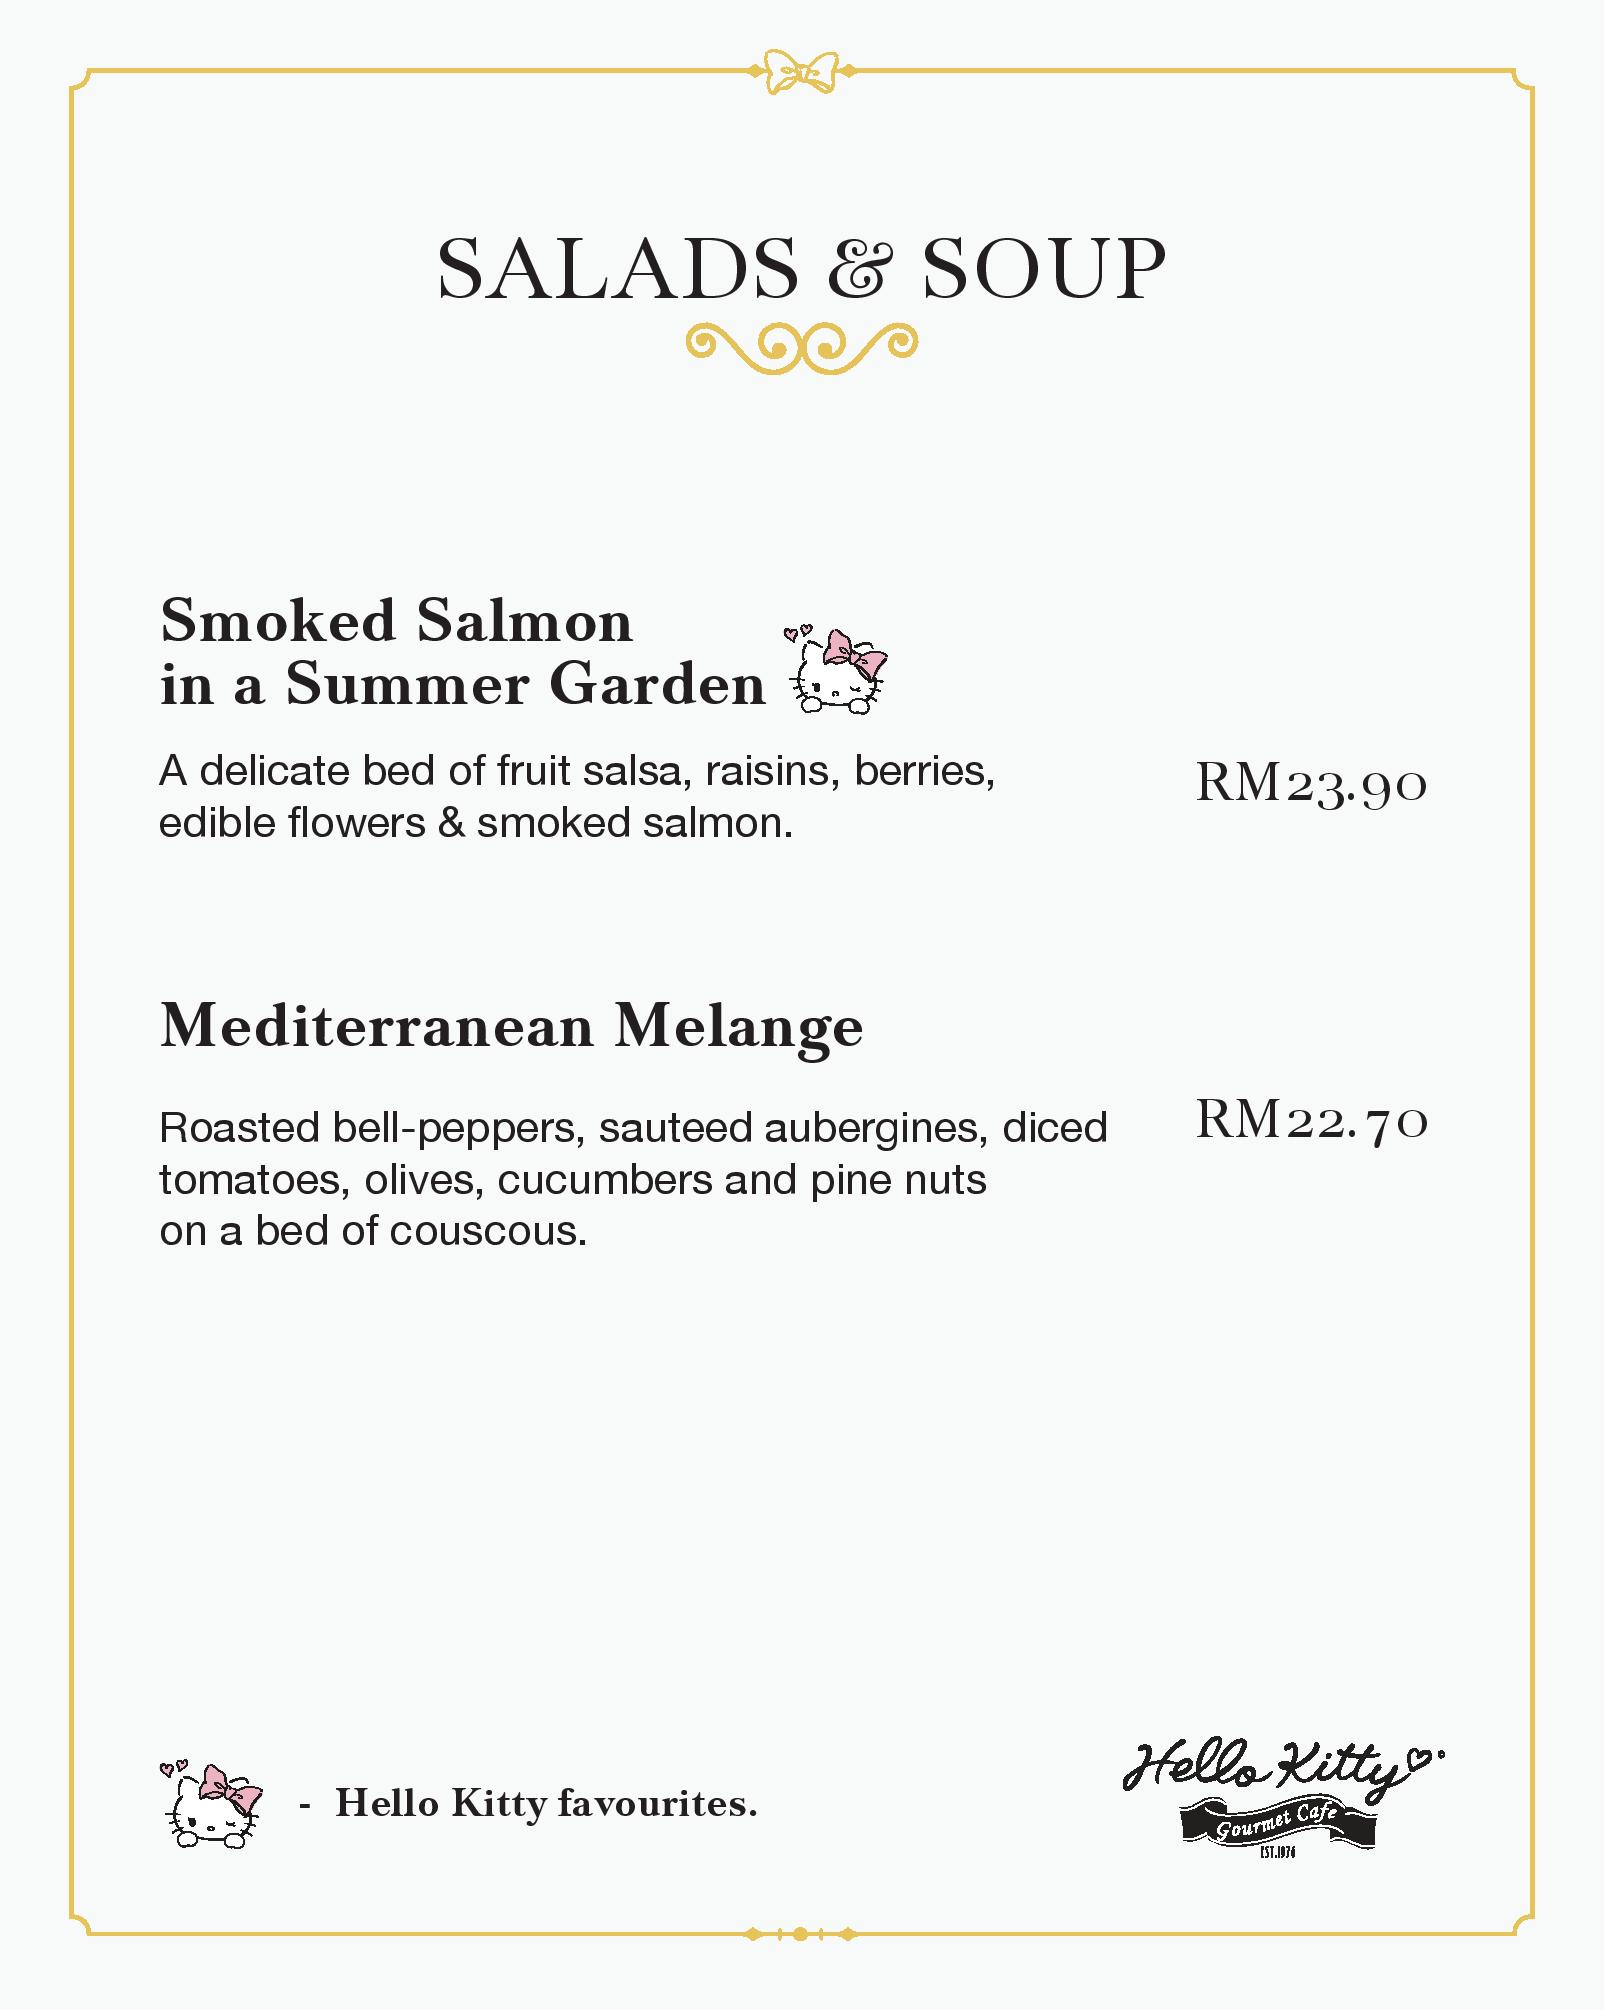 SALADS & SOUP
Smoked Salmon
in a Summer Garden
A delicate bed of fruit salsa, raisins, berries,
edible flowers & smoked salmon.
RM23.90
Mediterranean Melange
Roasted bell-peppers, sauteed aubergines, diced
tomatoes, olives, cucumbers and pine nuts
on a bed of couscous.
RM22.70
- Hello Kitty favourites.
Hello Kitty
Gourmet Cafe
EST.1976